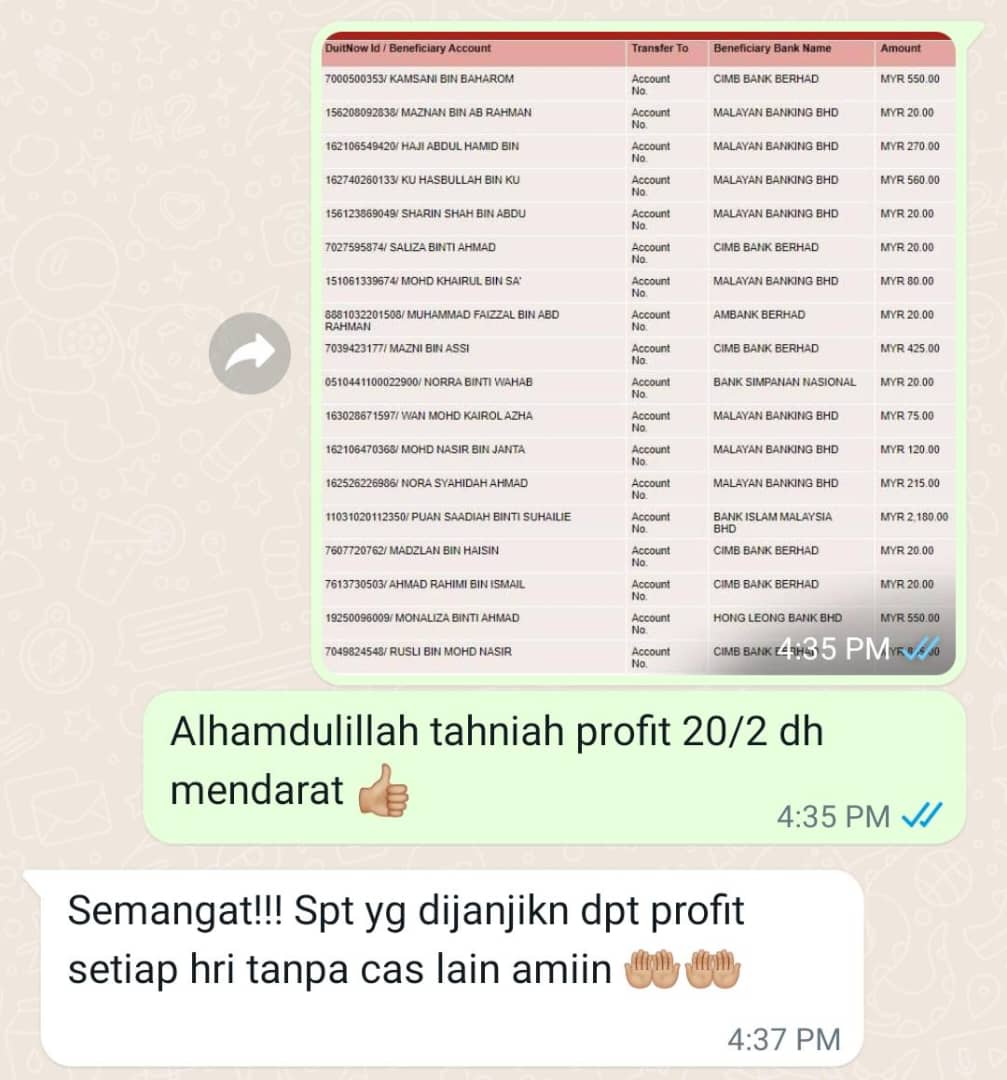 DuitNow Id / Beneficiary Account Transfer To Beneficiary Bank Name Amount
7000500353/ KAMSANI BIN BAHAROM Account No. CIMB BANK BERHAD MYR 550.00
156208092838/ MAZNAN BIN AB RAHMAN Account No. MALAYAN BANKING BHD MYR 20.00
162106549420/ HAJI ABDUL HAMID BIN Account No. MALAYAN BANKING BHD MYR 270.00
162740260133/ KU HASBULLAH BIN KU Account No. MALAYAN BANKING BHD MYR 560.00
156123869049/ SHARIN SHAH BIN ABDU Account No. MALAYAN BANKING BHD MYR 20.00
7027595874/ SALIZA BINTI AHMAD Account No. CIMB BANK BERHAD MYR 20.00
151061339674/ MOHD KHAIRUL BIN SA' Account No. MALAYAN BANKING BHD MYR 80.00
8881032201508/ MUHAMMAD FAIZZAL BIN ABD RAHMAN Account No. AMBANK BERHAD MYR 20.00
7039423177/ MAZNI BIN ASSI Account No. CIMB BANK BERHAD MYR 425.00
0510441100022900/ NORRA BINTI WAHAB Account No. BANK SIMPANAN NASIONAL MYR 20.00
163028671597/ WAN MOHD KAIROL AZHA Account No. MALAYAN BANKING BHD MYR 75.00
162106470368/ MOHD NASIR BIN JANTA Account No. MALAYAN BANKING BHD MYR 120.00
162526226986/ NORA SYAHIDAH AHMAD Account No. MALAYAN BANKING BHD MYR 215.00
11031020112350/ PUAN SAADIAH BINTI SUHAILIE Account No. BANK ISLAM MALAYSIA BHD MYR 2,180.00
7607720762/ MADZLAN BIN HAISIN Account No. CIMB BANK BERHAD MYR 20.00
7613730503/ AHMAD RAHIMI BIN ISMAIL Account No. CIMB BANK BERHAD MYR 20.00
19250096009/ MONALIZA BINTI AHMAD Account No. HONG LEONG BANK BHD MYR 550.00
7049824548/ RUSLI BIN MOHD NASIR Account No. CIMB BANK
4:35 PM
Alhamdulillah tahniah profit 20/2 dh
mendarat 👍🏼
4:35 PM
Semangat!!! Spt yg dijanjikn dpt profit
setiap hri tanpa cas lain amiin 🤲🏼🤲🏼
4:37 PM